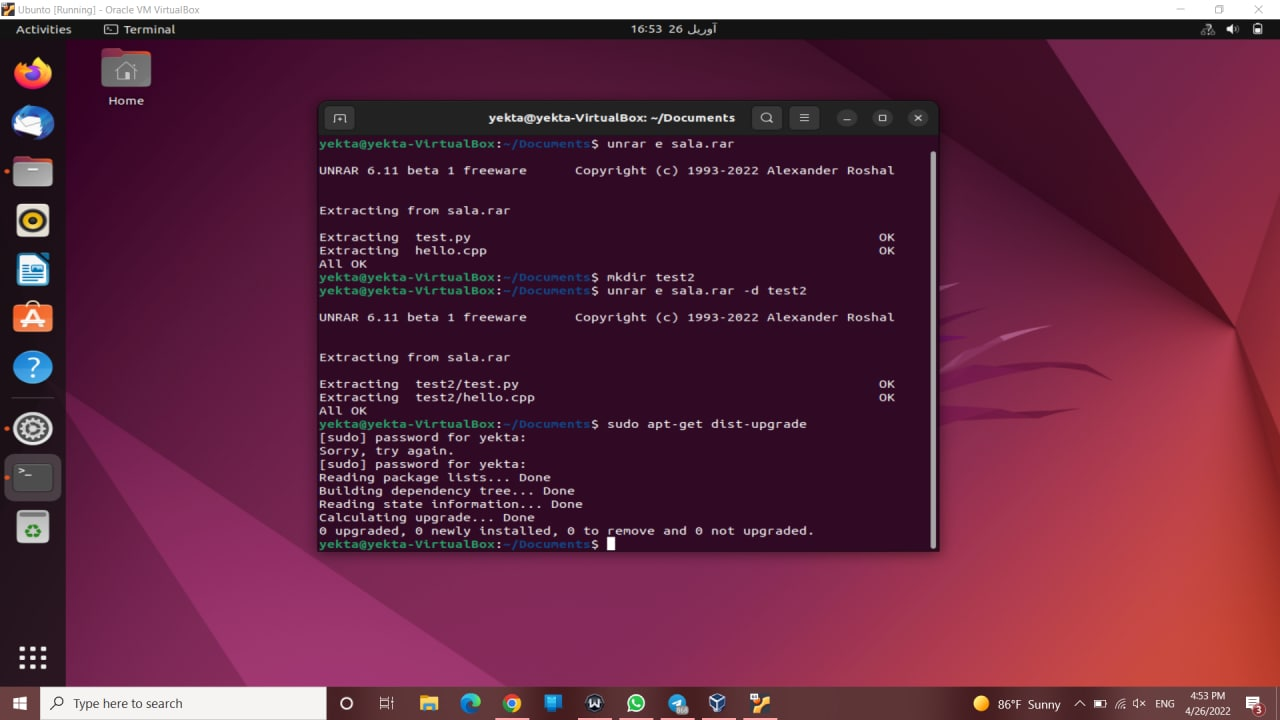 Ubunto [Running] - Oracle VM VirtualBox
Activities
Terminal
16:53 26 آوریل
Home
yekta@yekta-VirtualBox: ~/Documents
yekta@yekta-VirtualBox:~/Documents$ unrar e sala.rar
UNRAR 6.11 beta 1 freeware      Copyright (c) 1993-2022 Alexander Roshal
Extracting from sala.rar
Extracting  test.py                                                   OK
Extracting  hello.cpp                                                 OK
All OK
yekta@yekta-VirtualBox:~/Documents$ mkdir test2
yekta@yekta-VirtualBox:~/Documents$ unrar e sala.rar -d test2
UNRAR 6.11 beta 1 freeware      Copyright (c) 1993-2022 Alexander Roshal
Extracting from sala.rar
Extracting  test2/test.py                                             OK
Extracting  test2/hello.cpp                                           OK
All OK
yekta@yekta-VirtualBox:~/Documents$ sudo apt-get dist-upgrade
[sudo] password for yekta:
Sorry, try again.
[sudo] password for yekta:
Reading package lists... Done
Building dependency tree... Done
Reading state information... Done
Calculating upgrade... Done
0 upgraded, 0 newly installed, 0 to remove and 0 not upgraded.
yekta@yekta-VirtualBox:~/Documents$
Type here to search
86°F Sunny
ENG
4:53 PM
4/26/2022
3